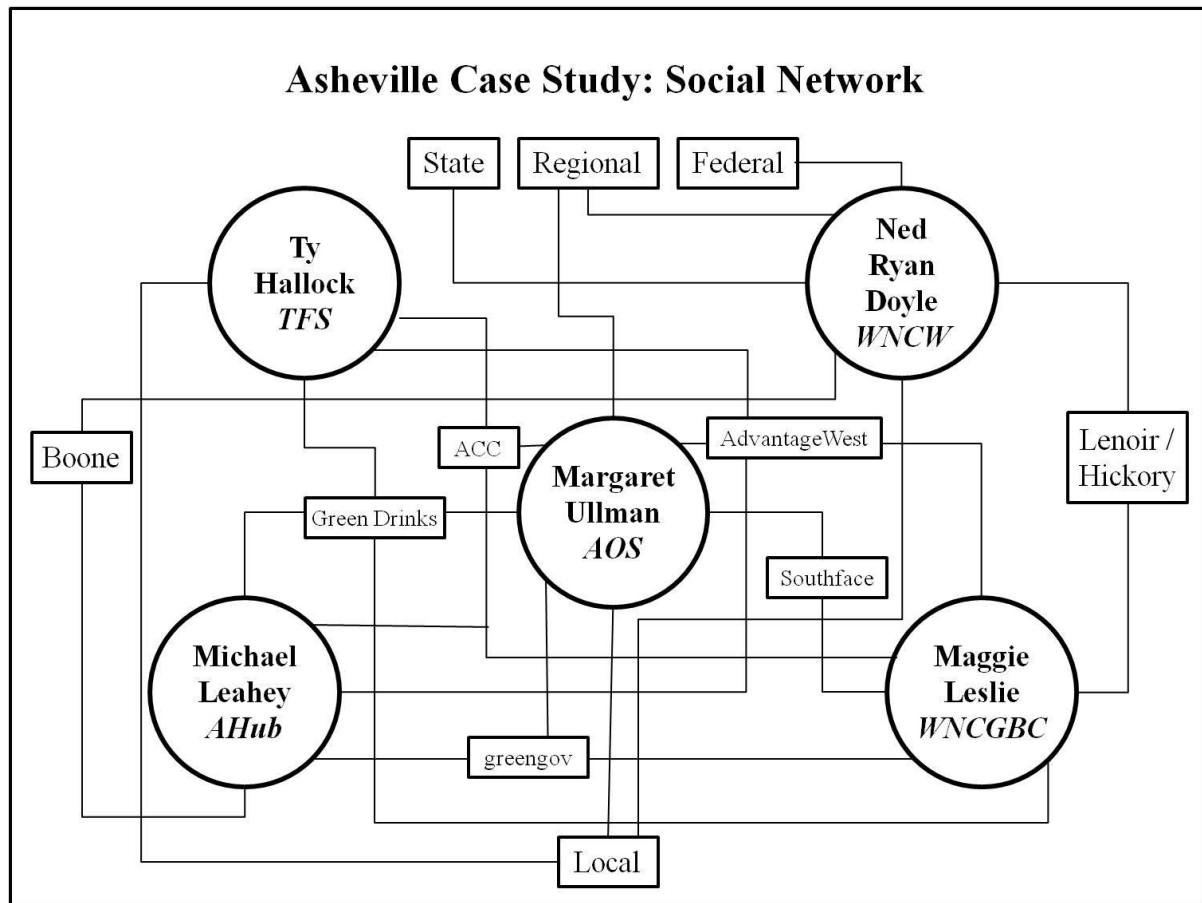 Asheville Case Study: Social Network
State
Regional
Federal
Ty
Hallock
TFS
Ned
Ryan
Doyle
WNCW
Boone
ACC
AdvantageWest
Lenoir /
Hickory
Margaret
Ullman
AOS
Green Drinks
Southface
Michael
Leahey
AHub
Maggie
Leslie
WNCGBC
greengov
Local